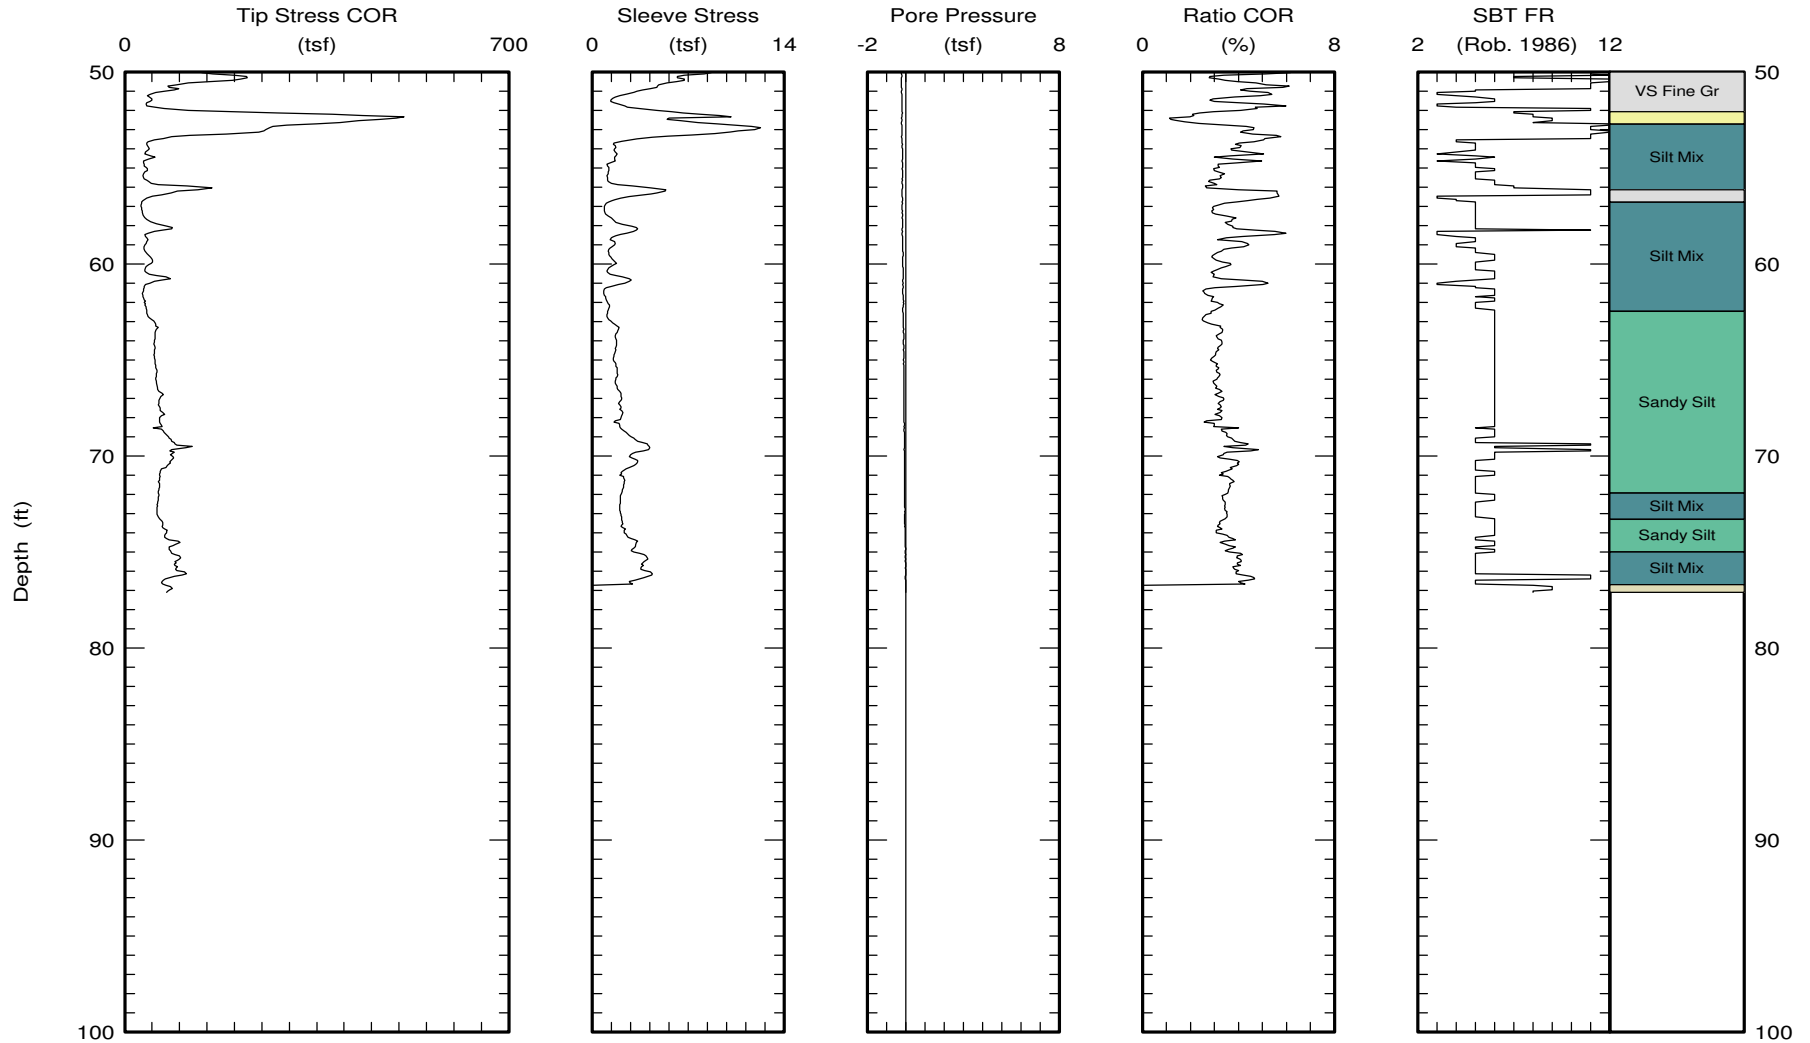 Tip Stress COR Sleeve Stress Pore Pressure Ratio COR SBT FR
0 (tsf) 700 0 (tsf) 14 -2 (tsf) 8 0 (%) 8 2 (Rob. 1986) 12
50 50
VS Fine Gr
Silt Mix
Silt Mix
60 60
Sandy Silt
70 70
Silt Mix
Sandy Silt
Silt Mix
Depth (ft)
80 80
90 90
100 100